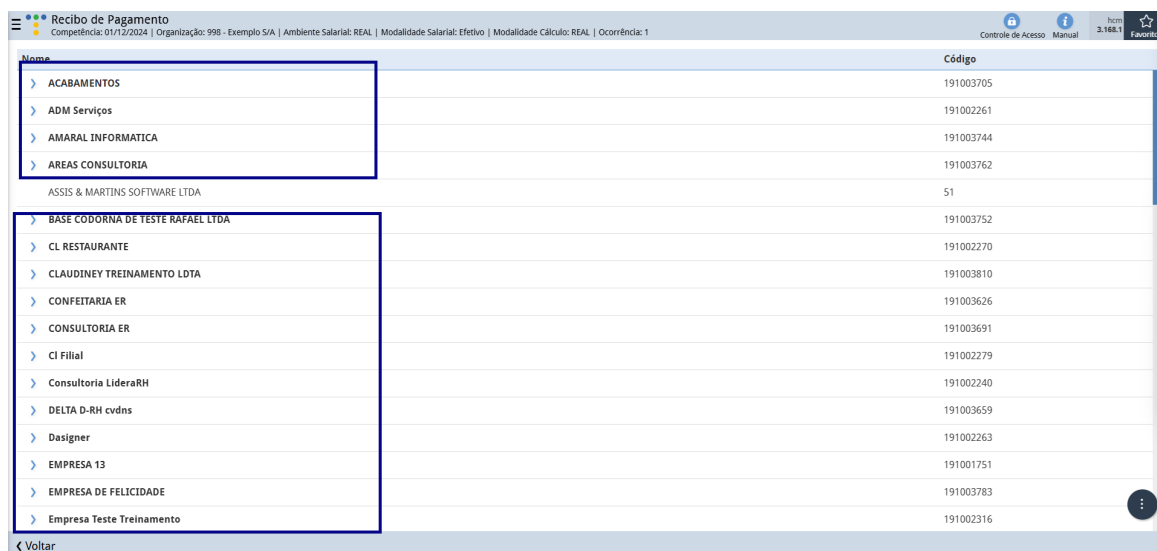 Recibo de Pagamento
Competência: 01/12/2024 | Organização: 998 - Exemplo S/A | Ambiente Salarial: REAL | Modalidade Salarial: Efetivo | Modalidade Cálculo: REAL | Ocorrência: 1
Controle de Acesso
Manual
hcm
3.168.1
Favorito
Nome Código
ACABAMENTOS 191003705
ADM Serviços 191002261
AMARAL INFORMATICA 191003744
AREAS CONSULTORIA 191003762
ASSIS & MARTINS SOFTWARE LTDA 51
BASE CODORNA DE TESTE RAFAEL LTDA 191003752
CL RESTAURANTE 191002270
CLAUDINEY TREINAMENTO LDTA 191003810
CONFEITARIA ER 191003626
CONSULTORIA ER 191003691
Cl Filial 191002279
Consultoria LideraRH 191002240
DELTA D-RH cvdns 191003659
Dasigner 191002263
EMPRESA 13 191001751
EMPRESA DE FELICIDADE 191003783
Empresa Teste Treinamento 191002316
Voltar